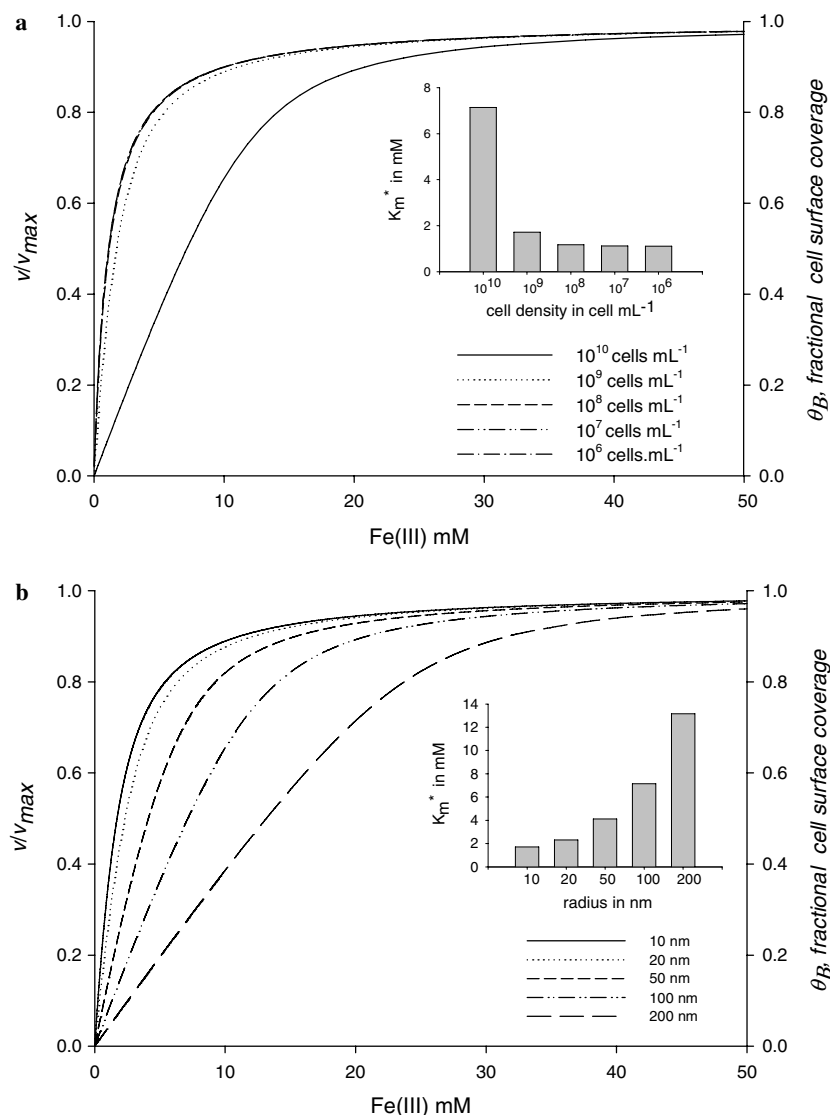 a
1.0
0.8
0.6
0.4
0.2
0.0
v/vmax
1.0
0.8
0.6
0.4
0.2
0.0
θB, fractional cell surface coverage
8
6
4
2
0
Km* in mM
10^10 10^9 10^8 10^7 10^6
cell density in cell mL^-1
10^10 cells mL^-1
10^9 cells mL^-1
10^8 cells mL^-1
10^7 cells mL^-1
10^6 cells.mL^-1
0 10 20 30 40 50
Fe(III) mM
b
1.0
0.8
0.6
0.4
0.2
0.0
v/vmax
1.0
0.8
0.6
0.4
0.2
0.0
θB, fractional cell surface coverage
14
12
10
8
6
4
2
0
Km* in mM
10 20 50 100 200
radius in nm
10 nm
20 nm
50 nm
100 nm
200 nm
0 10 20 30 40 50
Fe(III) mM